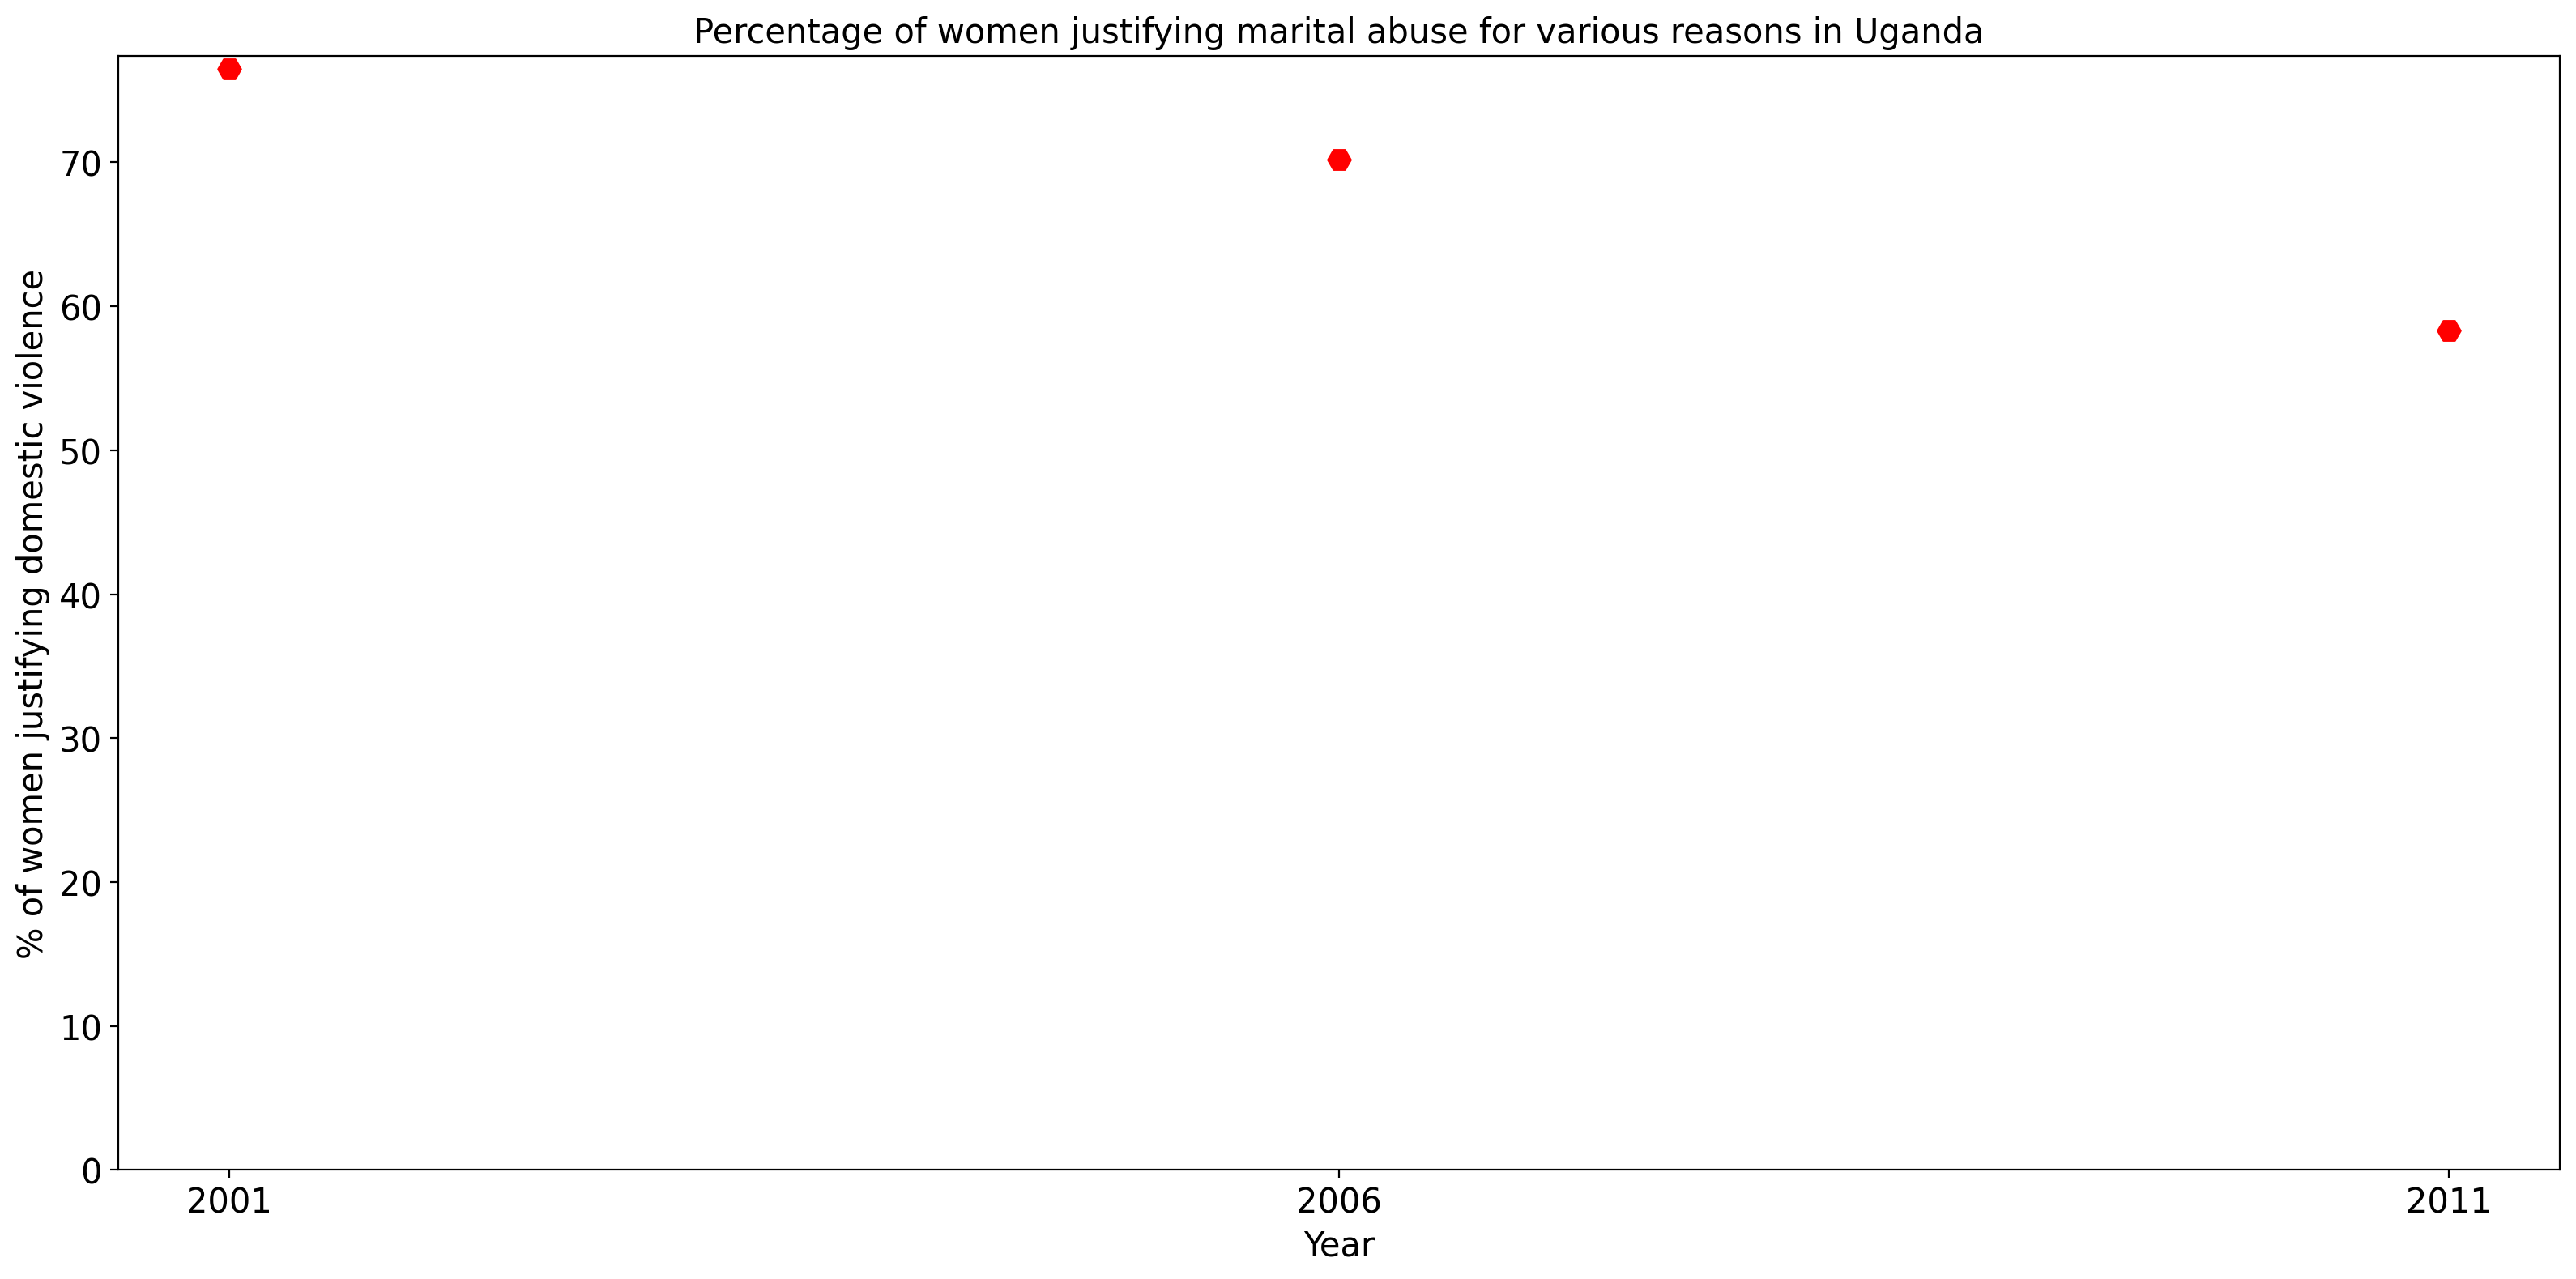 Percentage of women justifying marital abuse for various reasons in Uganda
% of women justifying domestic violence
70
60
50
40
30
20
10
0
2001 2006 2011
Year